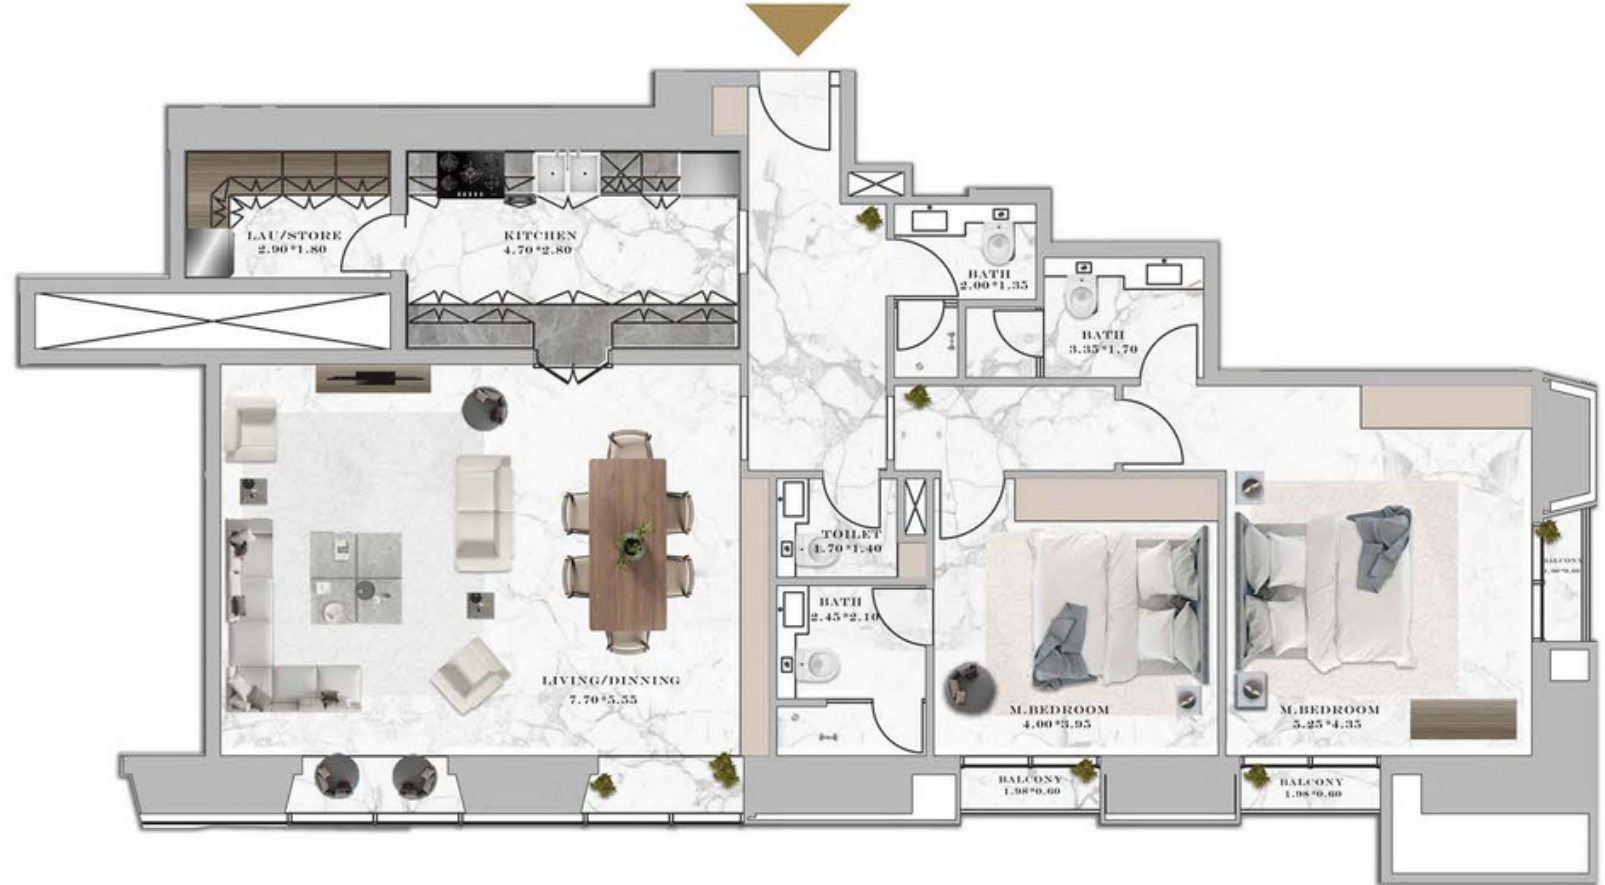 LAU/STORE
2.90*1.80
KITCHEN
4.70*2.80
BATH
2.00*1.35
BATH
3.35*1.70
TOILET
1.70*1.40
BATH
2.45*2.10
LIVING/DINNING
7.70*5.55
M.BEDROOM
4.00*3.95
M.BEDROOM
5.25*4.35
BALCONY
BALCONY
1.98*0.60
BALCONY
1.98*0.60